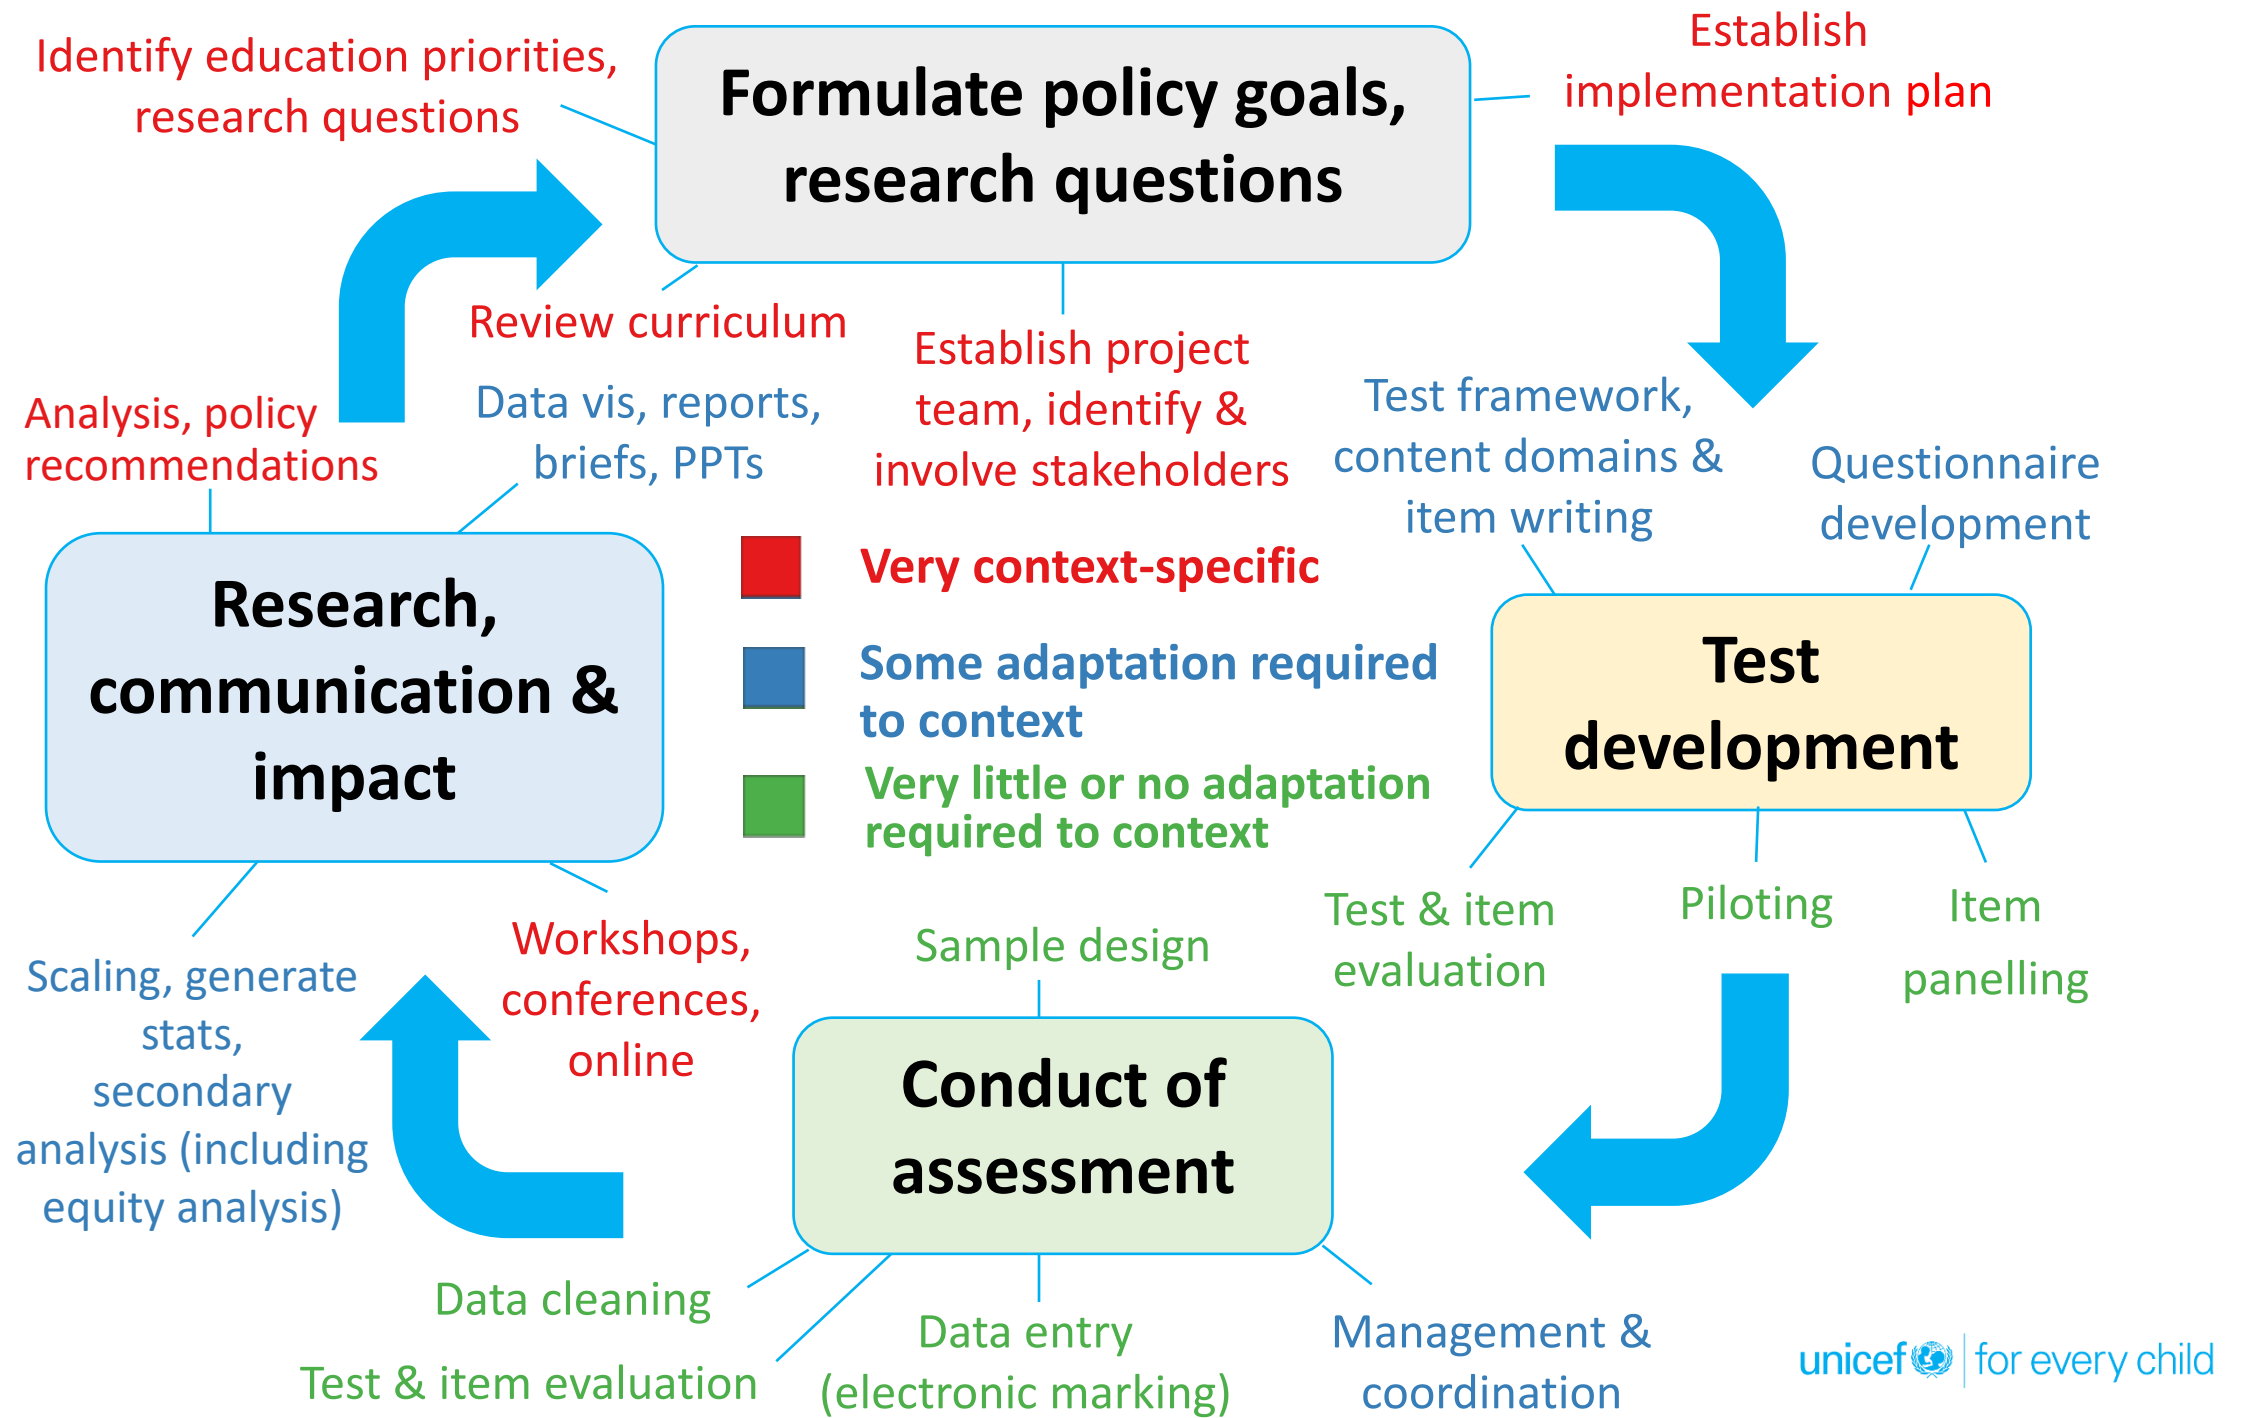 Identify education priorities,
research questions
Formulate policy goals,
research questions
Establish
implementation plan
Review curriculum
Establish project
team, identify &
involve stakeholders
Analysis, policy
recommendations
Data vis, reports,
briefs, PPTs
Test framework,
content domains &
item writing
Questionnaire
development
Research,
communication &
impact
Very context-specific
Some adaptation required
to context
Very little or no adaptation
required to context
Test
development
Test & item
evaluation
Piloting
Item
panelling
Scaling, generate
stats,
secondary
analysis (including
equity analysis)
Workshops,
conferences,
online
Sample design
Conduct of
assessment
Data cleaning
Test & item evaluation
Data entry
(electronic marking)
Management &
coordination
unicef for every child